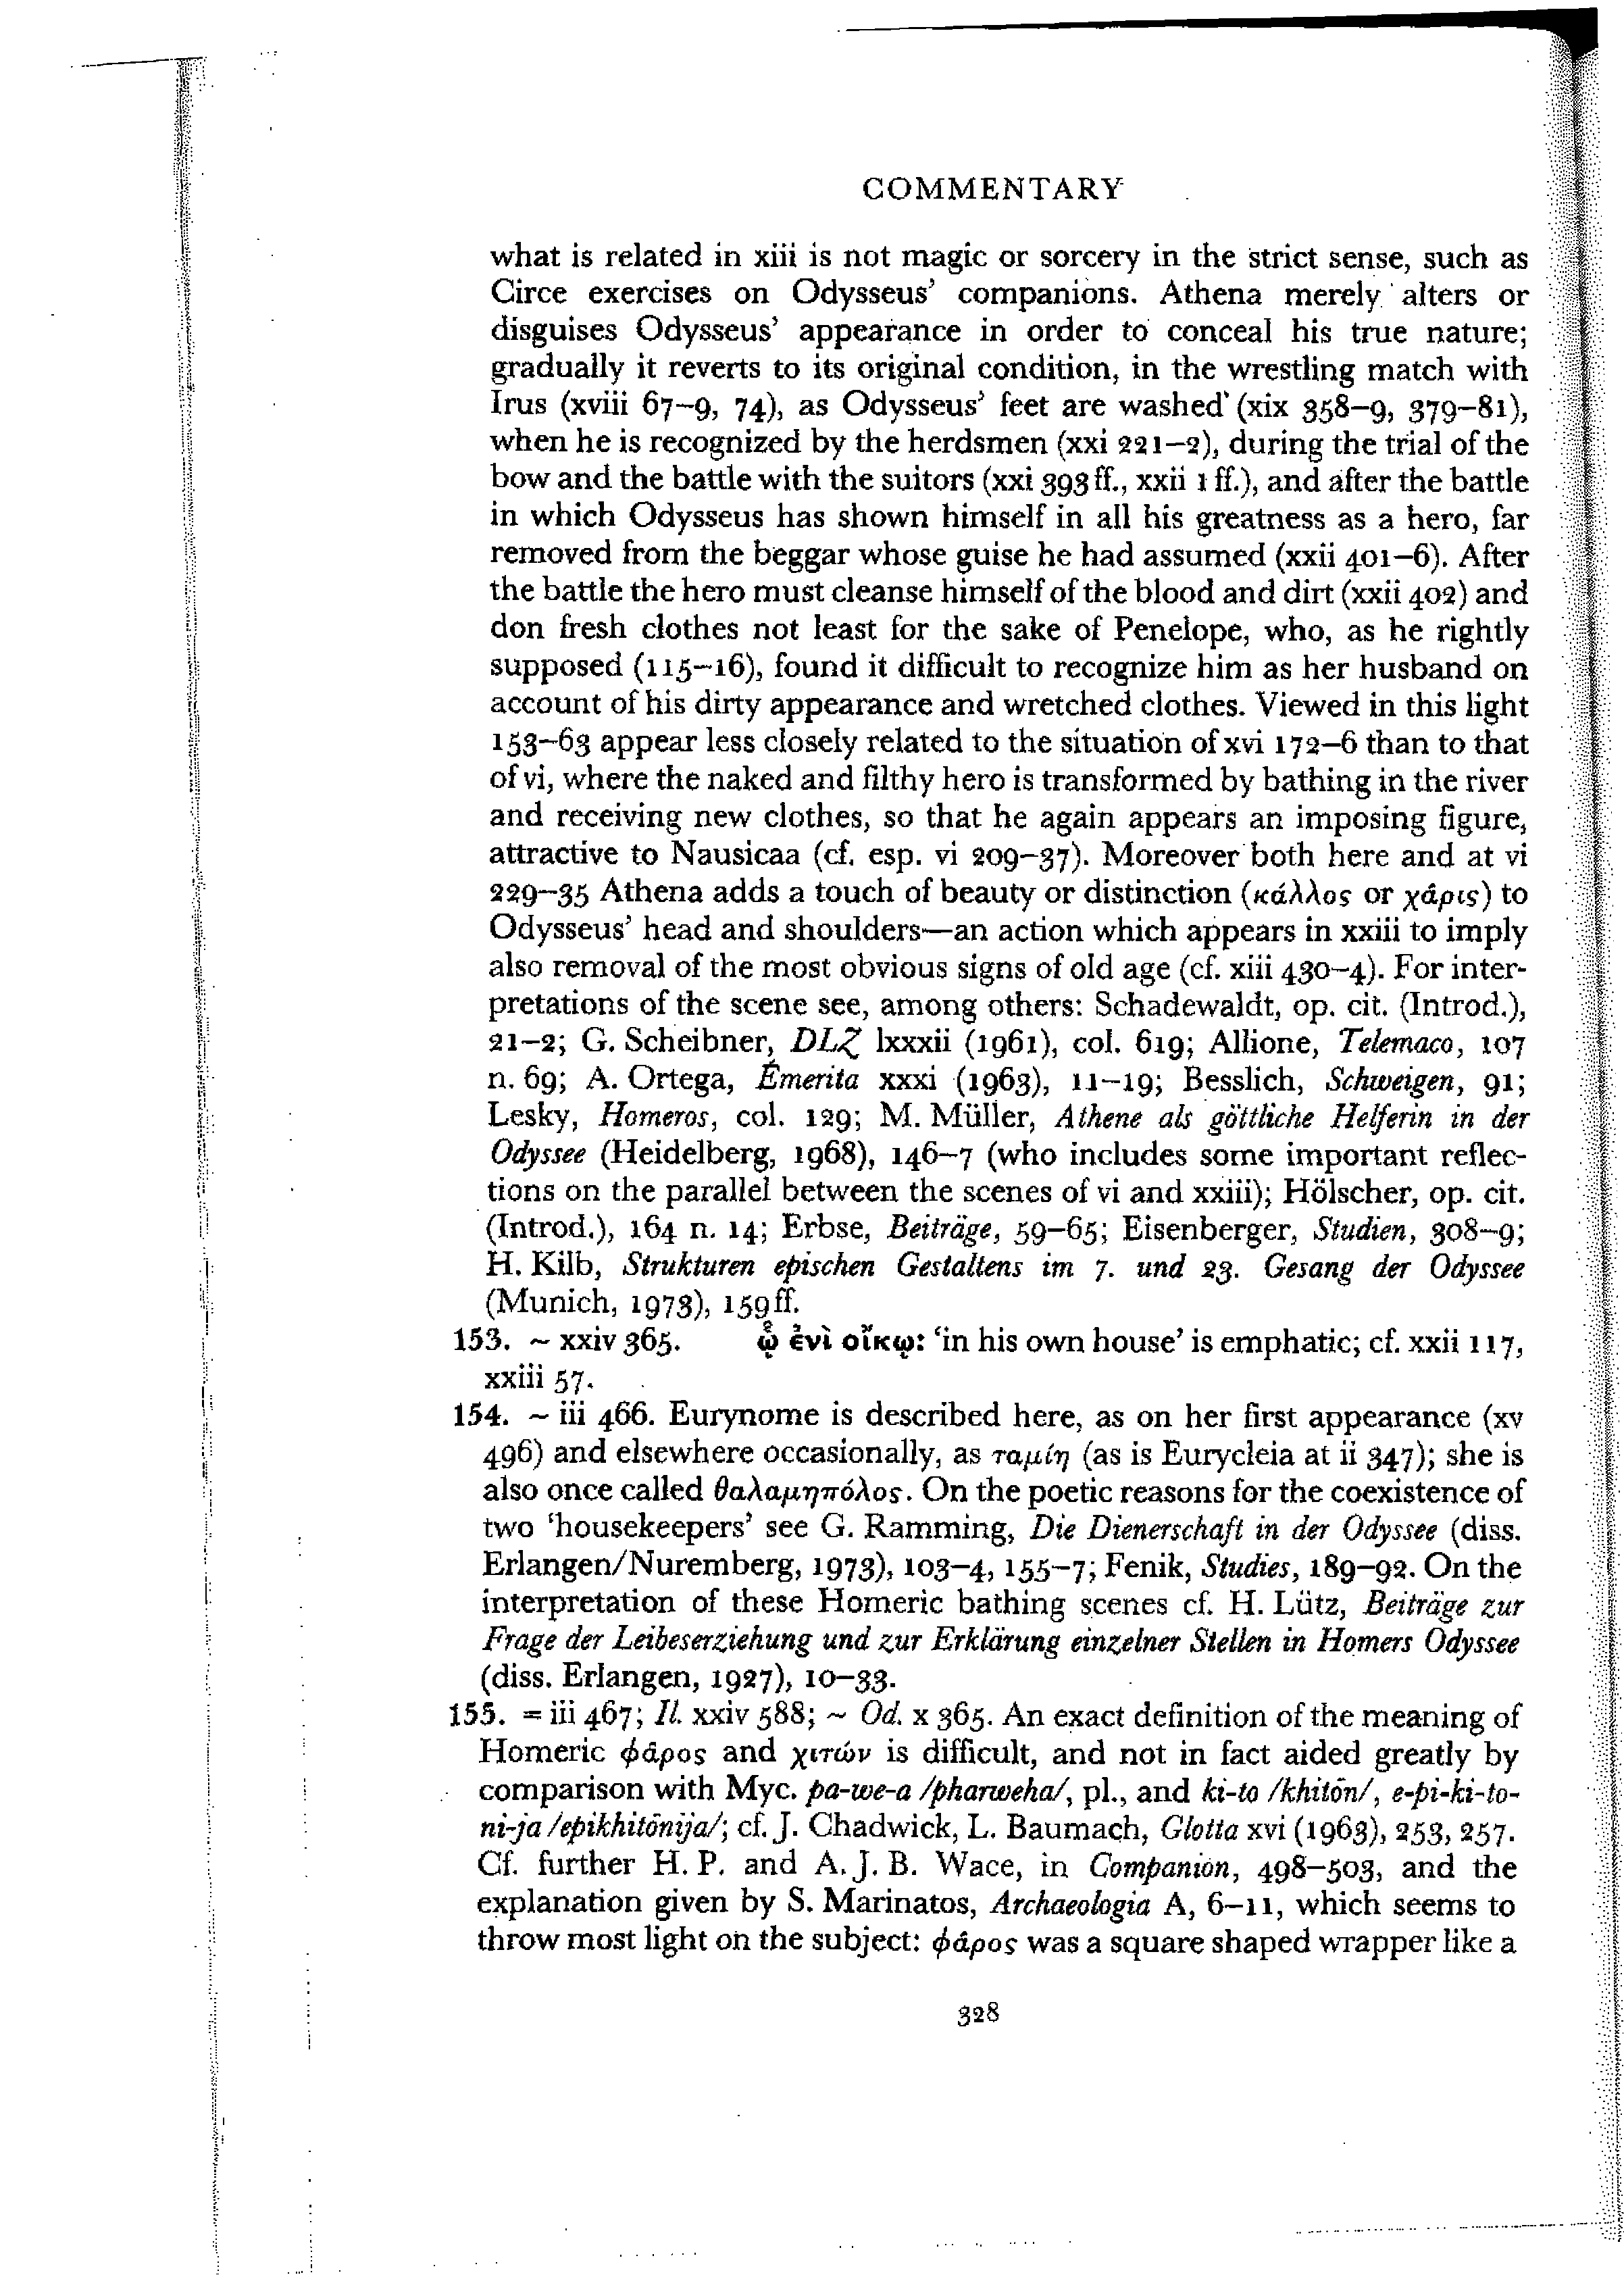 COMMENTARY
what is related in xiii is not magic or sorcery in the strict sense, such as
Circe exercises on Odysseus’ companions. Athena merely alters or
disguises Odysseus’ appearance in order to conceal his true nature;
gradually it reverts to its original condition, in the wrestling match with
Irus (xviii 67–9, 74), as Odysseus’ feet are washed (xix 358–9, 379–81),
when he is recognized by the herdsmen (xxi 221–2), during the trial of the
bow and the battle with the suitors (xxi 393 ff., xxii 1 ff.), and after the battle
in which Odysseus has shown himself in all his greatness as a hero, far
removed from the beggar whose guise he had assumed (xxii 401–6). After
the battle the hero must cleanse himself of the blood and dirt (xxii 402) and
don fresh clothes not least for the sake of Penelope, who, as he rightly
supposed (115–16), found it difficult to recognize him as her husband on
account of his dirty appearance and wretched clothes. Viewed in this light
153–63 appear less closely related to the situation of xvi 172–6 than to that
of vi, where the naked and filthy hero is transformed by bathing in the river
and receiving new clothes, so that he again appears an imposing figure,
attractive to Nausicaa (cf. esp. vi 209–37). Moreover both here and at vi
229–35 Athena adds a touch of beauty or distinction (κάλλος or χάρις) to
Odysseus’ head and shoulders—an action which appears in xxiii to imply
also removal of the most obvious signs of old age (cf. xiii 430–4). For inter-
pretations of the scene see, among others: Schadewaldt, op. cit. (Introd.),
21–2; G. Scheibner, DLZ lxxxii (1961), col. 619; Allione, Telemaco, 107
n. 69; A. Ortega, Émerita xxxi (1963), 11–19; Besslich, Schweigen, 91;
Lesky, Homeros, col. 129; M. Müller, Athene als göttliche Helferin in der
Odyssee (Heidelberg, 1968), 146–7 (who includes some important reflec-
tions on the parallel between the scenes of vi and xxiii); Hölscher, op. cit.
(Introd.), 164 n. 14; Erbse, Beiträge, 59–65; Eisenberger, Studien, 308–9;
H. Kilb, Strukturen epischen Gestaltens im 7. und 23. Gesang der Odyssee
(Munich, 1973), 159 ff.
153. ~ xxiv 365. ᾧ ἐνὶ οἴκῳ: ‘in his own house’ is emphatic; cf. xxii 117,
xxiii 57.
154. ~ iii 466. Eurynome is described here, as on her first appearance (xv
496) and elsewhere occasionally, as ταμίη (as is Eurycleia at ii 347); she is
also once called θαλαμηπόλος. On the poetic reasons for the coexistence of
two ‘housekeepers’ see G. Ramming, Die Dienerschaft in der Odyssee (diss.
Erlangen/Nuremberg, 1973), 103–4, 155–7; Fenik, Studies, 189–92. On the
interpretation of these Homeric bathing scenes cf. H. Lütz, Beiträge zur
Frage der Leibeserziehung und zur Erklärung einzelner Stellen in Homers Odyssee
(diss. Erlangen, 1927), 10–33.
155. = iii 467; Il. xxiv 588; ~ Od. x 365. An exact definition of the meaning of
Homeric φᾶρος and χιτών is difficult, and not in fact aided greatly by
comparison with Myc. pa-we-a /pharweha/, pl., and ki-to /khitōn/, e-pi-ki-to-
ni-ja /epikhitōnija/; cf. J. Chadwick, L. Baumach, Glotta xvi (1963), 253, 257.
Cf. further H. P. and A. J. B. Wace, in Companion, 498–503, and the
explanation given by S. Marinatos, Archaeologia A, 6–11, which seems to
throw most light on the subject: φᾶρος was a square shaped wrapper like a
328